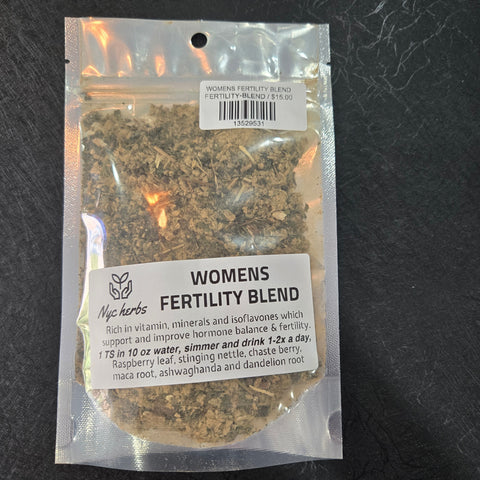 WOMENS FERTILITY BLEND
FERTILITY-BLEND / $15.00
13529531
Nyc herbs
WOMENS
FERTILITY BLEND
Rich in vitamin, minerals and isoflavones which
support and improve hormone balance & fertility.
1 TS in 10 oz water, simmer and drink 1-2x a day,
Raspberry leaf, stinging nettle, chaste berry,
maca root, ashwaghanda and dandelion root